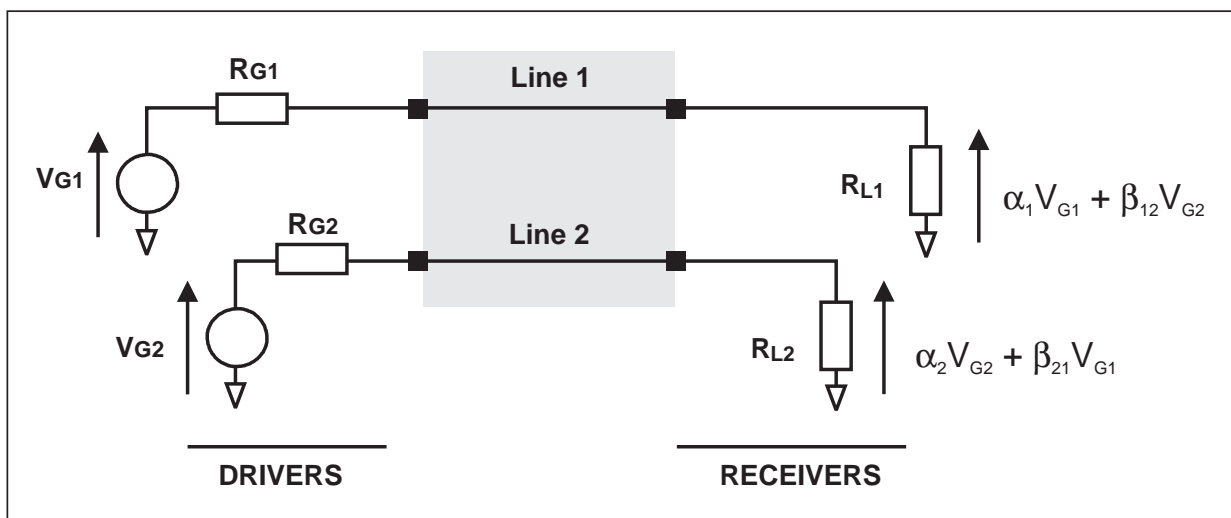 RG1
Line 1
VG1
RL1
α1VG1 + β12VG2
RG2
Line 2
VG2
RL2
α2VG2 + β21VG1
DRIVERS
RECEIVERS